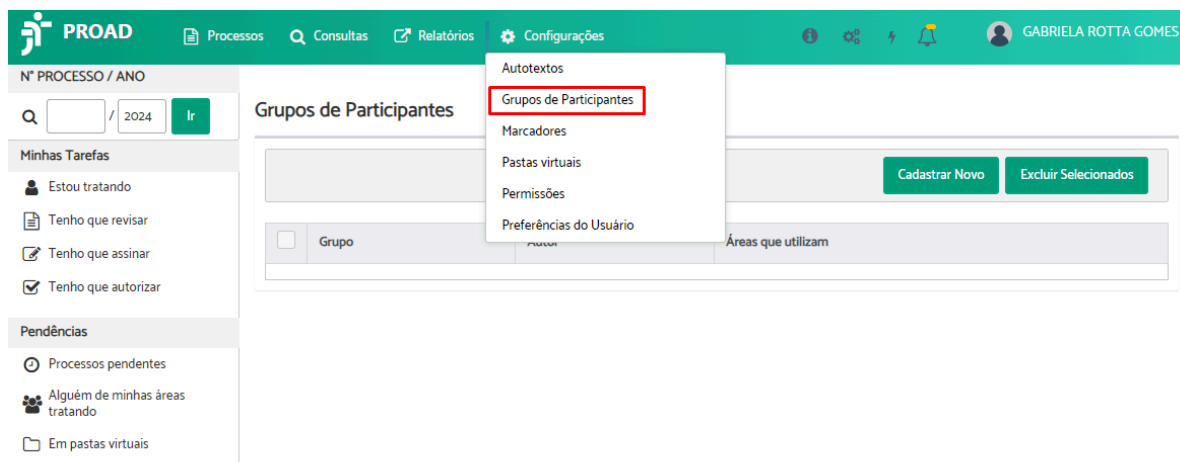 PROAD
Processos
Consultas
Relatórios
Configurações
GABRIELA ROTTA GOMES
N° PROCESSO / ANO
/ 2024 Ir
Minhas Tarefas
Estou tratando
Tenho que revisar
Tenho que assinar
Tenho que autorizar
Pendências
Processos pendentes
Alguém de minhas áreas
tratando
Em pastas virtuais
Autotextos
Grupos de Participantes
Marcadores
Pastas virtuais
Permissões
Preferências do Usuário
Grupos de Participantes
Cadastrar Novo
Excluir Selecionados
Grupo
Autor
Áreas que utilizam